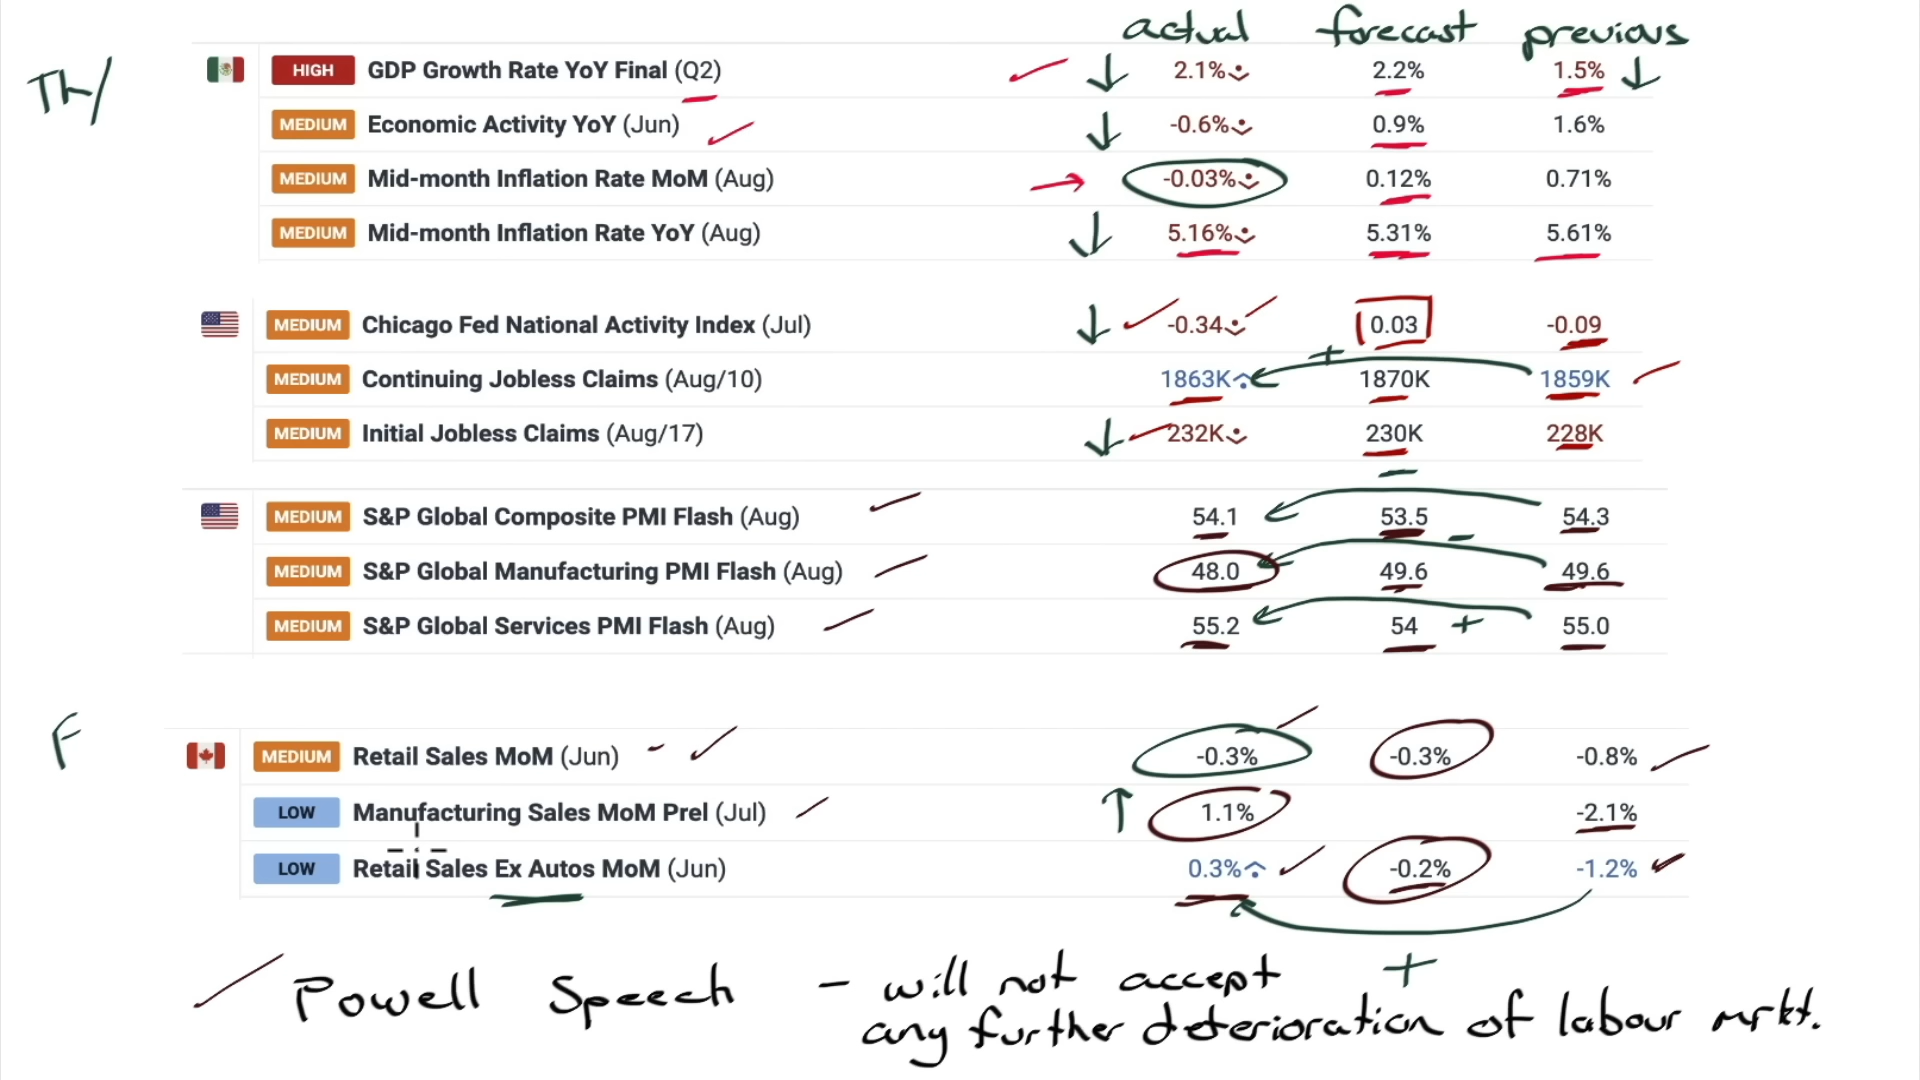 actual forecast previous
Th/
HIGH GDP Growth Rate YoY Final (Q2) 2.1% 2.2% 1.5%
MEDIUM Economic Activity YoY (Jun) -0.6% 0.9% 1.6%
MEDIUM Mid-month Inflation Rate MoM (Aug) -0.03% 0.12% 0.71%
MEDIUM Mid-month Inflation Rate YoY (Aug) 5.16% 5.31% 5.61%
MEDIUM Chicago Fed National Activity Index (Jul) -0.34 0.03 -0.09
MEDIUM Continuing Jobless Claims (Aug/10) 1863K 1870K 1859K
MEDIUM Initial Jobless Claims (Aug/17) 232K 230K 228K
MEDIUM S&P Global Composite PMI Flash (Aug) 54.1 53.5 54.3
MEDIUM S&P Global Manufacturing PMI Flash (Aug) 48.0 49.6 49.6
MEDIUM S&P Global Services PMI Flash (Aug) 55.2 54 55.0
F
MEDIUM Retail Sales MoM (Jun) -0.3% -0.3% -0.8%
LOW Manufacturing Sales MoM Prel (Jul) 1.1% -2.1%
LOW Retail Sales Ex Autos MoM (Jun) 0.3% -0.2% -1.2%
Powell Speech - will not accept
any further deterioration of labour mrkt.